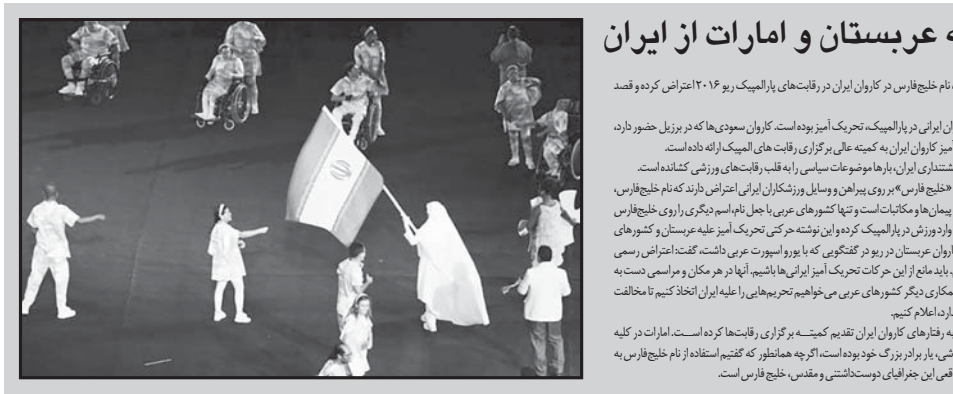 ه عربستان و امارات از ایران
نام خلیج‌فارس در کاروان ایران در رقابت‌های پارالمپیک ریو ۲۰۱۶ اعتراض کرده و قصد
ان ایرانی در پارالمپیک، تحریک آمیز بوده است. کاروان سعودی‌ها که در برزیل حضور دارد،
آمیز کاروان ایران به کمیته عالی برگزاری رقابت های المپیک ارائه داده است.
شتنداری ایران، بارها موضوعات سیاسی را به قلب رقابت‌های ورزشی کشانده است.
«خلیج فارس» بر روی پیراهن و وسایل ورزشکاران ایرانی اعتراض دارند که نام خلیج‌فارس،
پیمان‌ها و مکاتبات است و تنها کشورهای عربی با جعل نام، اسم دیگری را روی خلیج‌فارس
وارد ورزش در پارالمپیک کرده و این نوشته حرکتی تحریک آمیز علیه عربستان و کشورهای
اروان عربستان در ریو در گفتگویی که با یورو اسپورت عربی داشت، گفت: اعتراض رسمی
باید مانع از این حرکات تحریک آمیز ایرانی‌ها باشیم. آنها در هر مکان و مراسمی دست به
مکاری دیگر کشورهای عربی می‌خواهیم تحریم‌هایی را علیه ایران اتخاذ کنیم تا مخالفت
ارد، اعلام کنیم.
به رفتارهای کاروان ایران تقدیم کمیتــه برگزاری رقابت‌ها کرده اســت. امارات در کلیه
شی، یار برادر بزرگ خود بوده است، اگرچه همانطور که گفتیم استفاده از نام خلیج‌فارس به
قعی این جغرافیای دوست‌داشتنی و مقدس، خلیج فارس است.